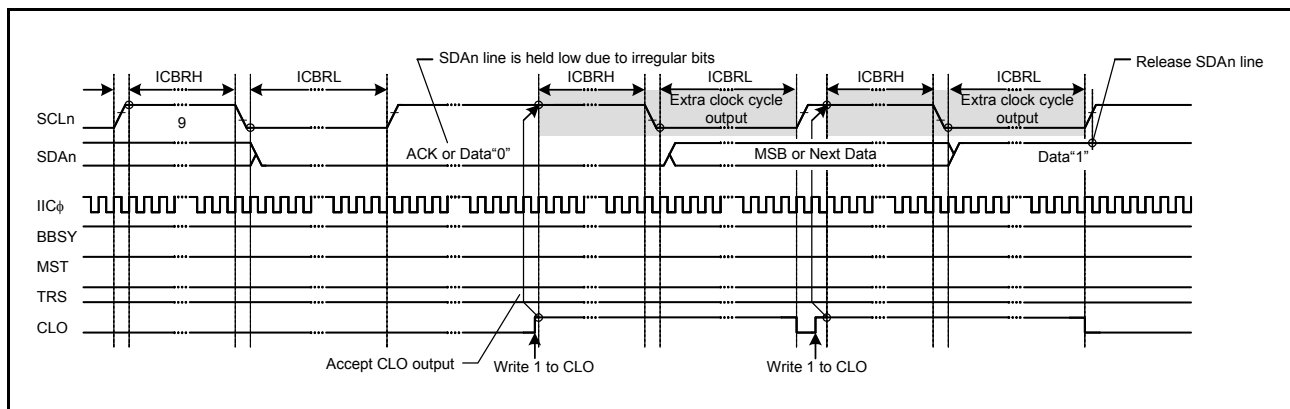 SDAn line is held low due to irregular bits
Release SDAn line
ICBRH
ICBRL
ICBRH
ICBRL
ICBRH
ICBRL
Extra clock cycle output
Extra clock cycle output
SCLn
9
SDAn
ACK or Data“0”
MSB or Next Data
Data“1”
IICφ
BBSY
MST
TRS
CLO
Accept CLO output
Write 1 to CLO
Write 1 to CLO